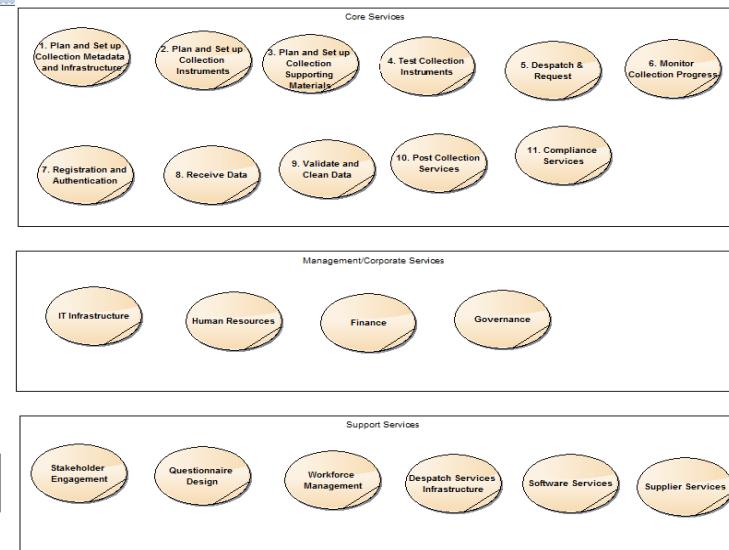 Core Services
1. Plan and Set up
Collection Metadata
and Infrastructure
2. Plan and Set up
Collection
Instruments
3. Plan and Set up
Collection
Supporting
Materials
4. Test Collection
Instruments
5. Despatch &
Request
6. Monitor
Collection Progress
7. Registration and
Authentication
8. Receive Data
9. Validate and
Clean Data
10. Post Collection
Services
11. Compliance
Services
Management/Corporate Services
IT Infrastructure
Human Resources
Finance
Governance
Support Services
Stakeholder
Engagement
Questionnaire
Design
Workforce
Management
Despatch Services
Infrastructure
Software Services
Supplier Services